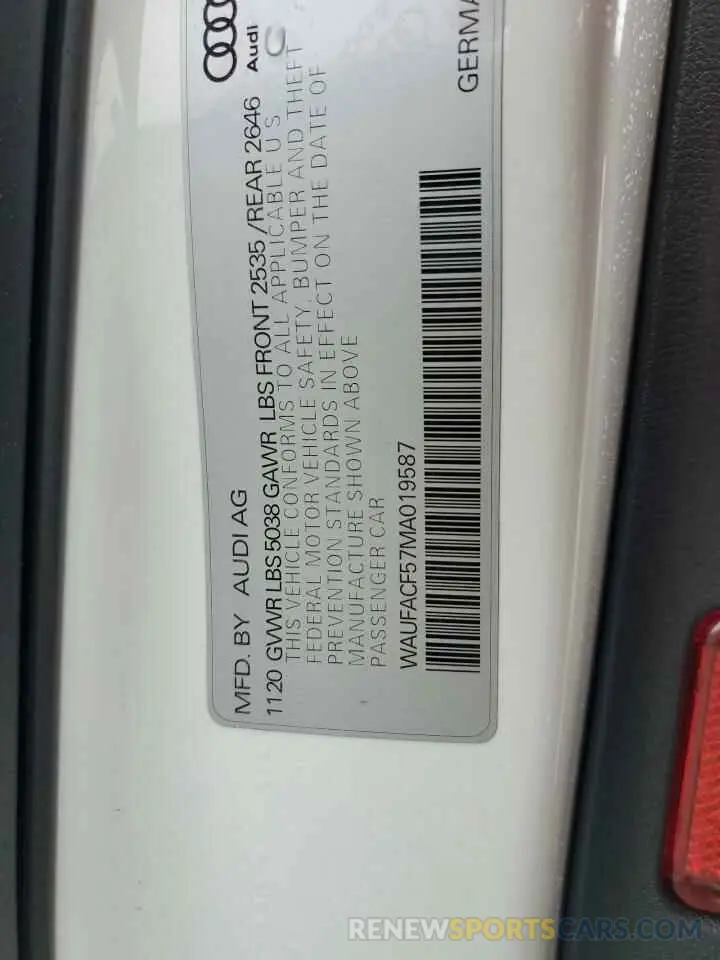 MFD. BY AUDI AG
Audi
1120 GVWR LBS 5038 GAWR LBS FRONT 2535 /REAR 2646
THIS VEHICLE CONFORMS TO ALL APPLICABLE U S
FEDERAL MOTOR VEHICLE SAFETY, BUMPER AND THEFT
PREVENTION STANDARDS IN EFFECT ON THE DATE OF
MANUFACTURE SHOWN ABOVE
PASSENGER CAR
WAUFACF57MA019587
GERMA
RENEWSPORTSCARS.COM